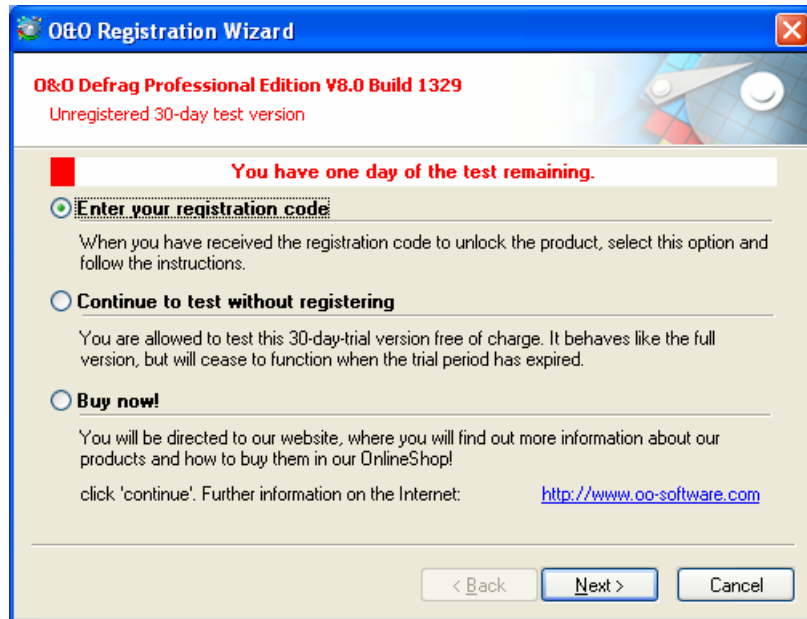 O&O Registration Wizard
O&O Defrag Professional Edition V8.0 Build 1329
Unregistered 30-day test version
You have one day of the test remaining.
Enter your registration code
When you have received the registration code to unlock the product, select this option and
follow the instructions.
Continue to test without registering
You are allowed to test this 30-day-trial version free of charge. It behaves like the full
version, but will cease to function when the trial period has expired.
Buy now!
You will be directed to our website, where you will find out more information about our
products and how to buy them in our OnlineShop!
click 'continue'. Further information on the Internet: http://www.oo-software.com
< Back Next > Cancel